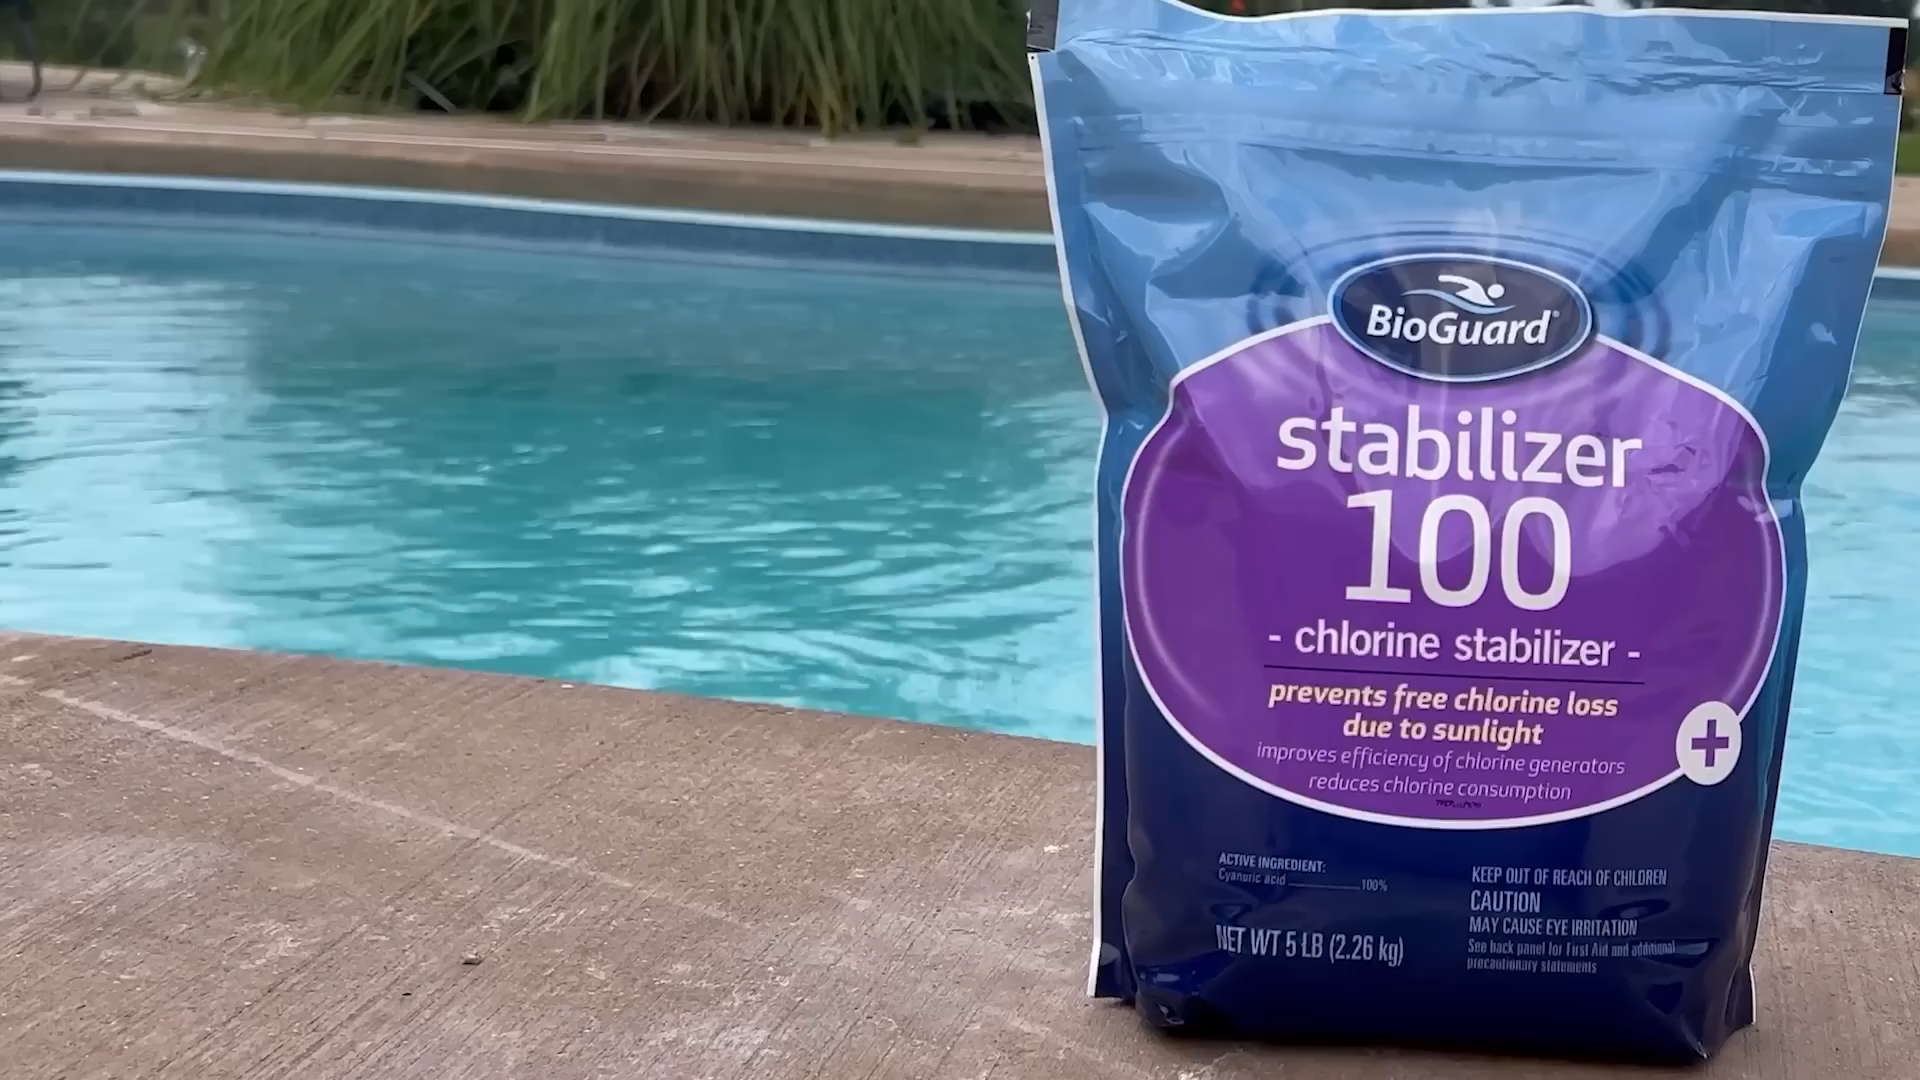 BioGuard®
stabilizer
100
- chlorine stabilizer -
prevents free chlorine loss
due to sunlight
improves efficiency of chlorine generators
reduces chlorine consumption
ACTIVE INGREDIENT:
Cyanuric acid ____________ 100%
NET WT 5 LB (2.26 kg)
KEEP OUT OF REACH OF CHILDREN
CAUTION
MAY CAUSE EYE IRRITATION
See back panel for First Aid and additional
precautionary statements